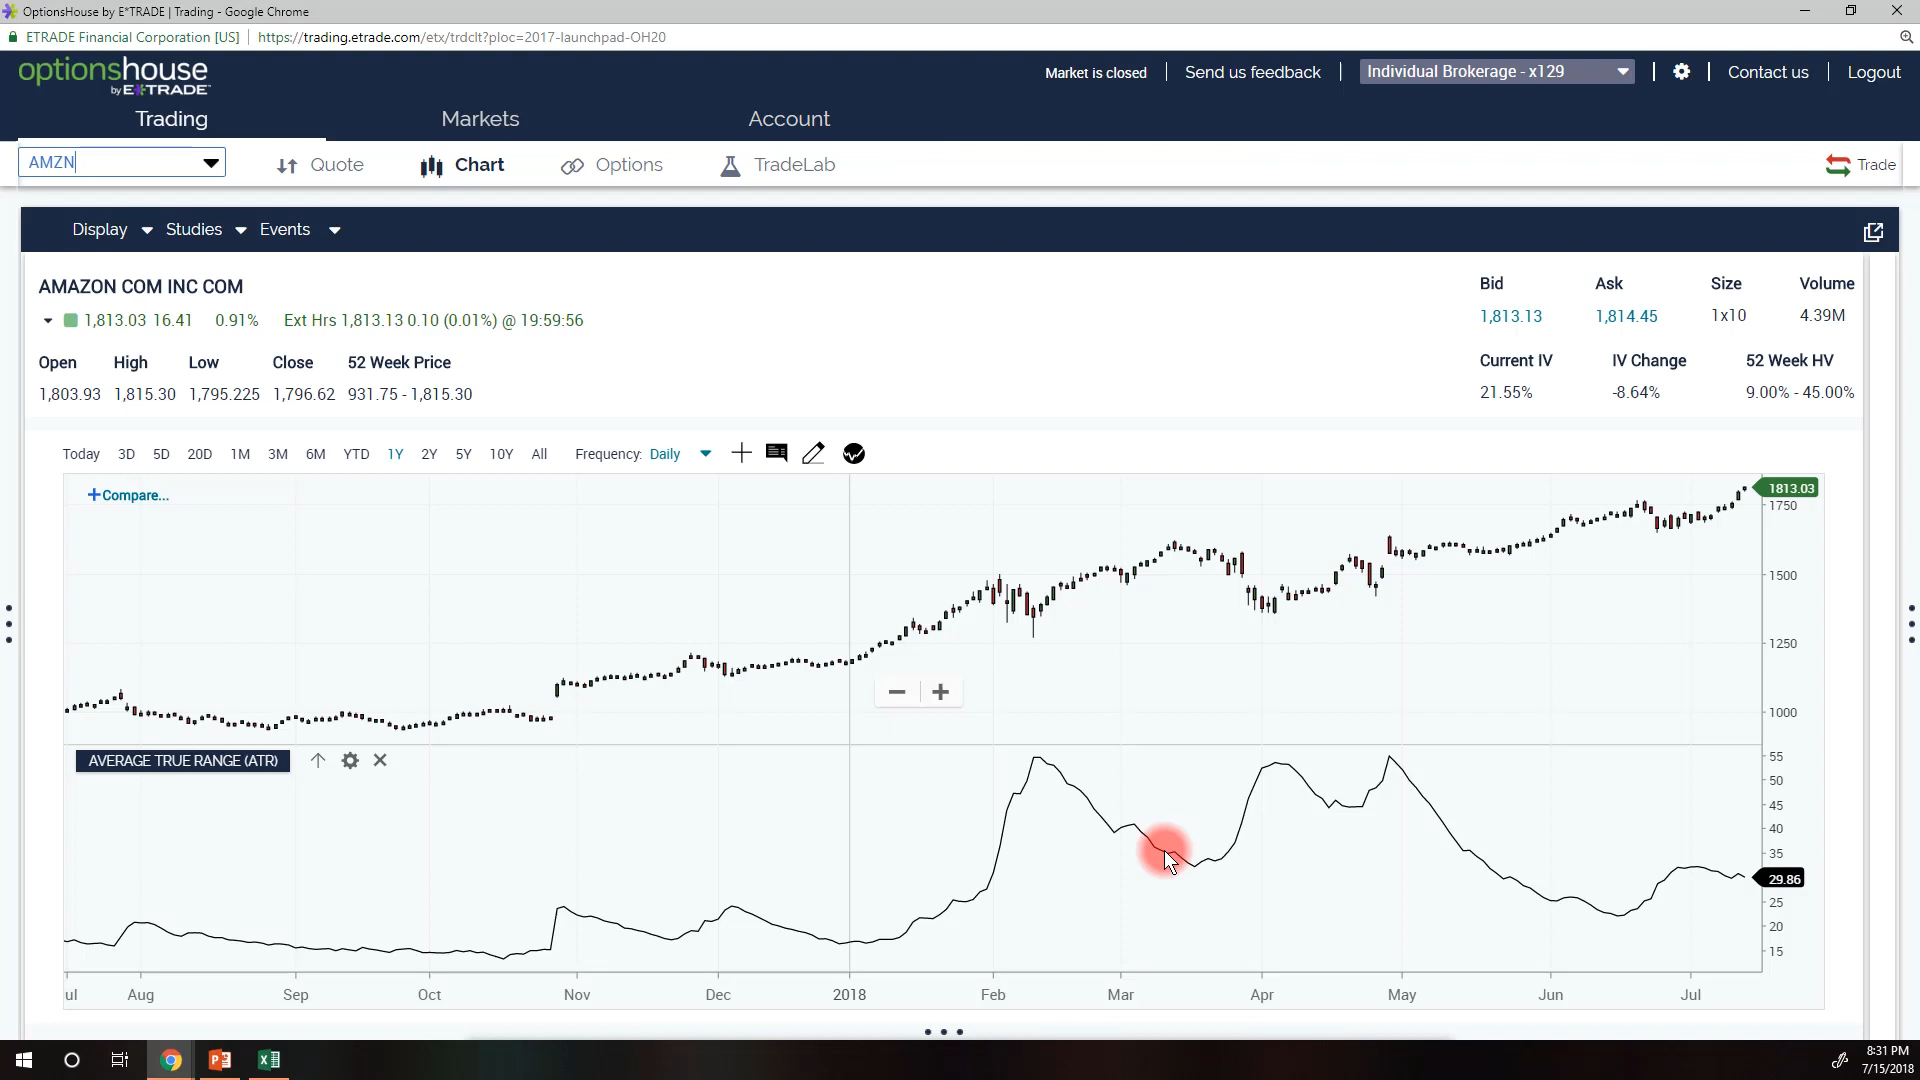 OptionsHouse by E*TRADE | Trading - Google Chrome
ETRADE Financial Corporation [US] https://trading.etrade.com/etx/trdclt?ploc=2017-launchpad-OH20
optionshouse
by E*TRADE
Market is closed Send us feedback Individual Brokerage - x129 Contact us Logout
Trading Markets Account
AMZN Quote Chart Options TradeLab Trade
Display Studies Events
AMAZON COM INC COM
1,813.03 16.41 0.91% Ext Hrs 1,813.13 0.10 (0.01%) @ 19:59:56
Bid Ask Size Volume
1,813.13 1,814.45 1x10 4.39M
Open High Low Close 52 Week Price
1,803.93 1,815.30 1,795.225 1,796.62 931.75 - 1,815.30
Current IV IV Change 52 Week HV
21.55% -8.64% 9.00% - 45.00%
Today 3D 5D 20D 1M 3M 6M YTD 1Y 2Y 5Y 10Y All Frequency: Daily
+Compare...
1813.03
1750
1500
1250
1000
AVERAGE TRUE RANGE (ATR)
55
50
45
40
35
29.86
25
20
15
ul Aug Sep Oct Nov Dec 2018 Feb Mar Apr May Jun Jul
8:31 PM
7/15/2018